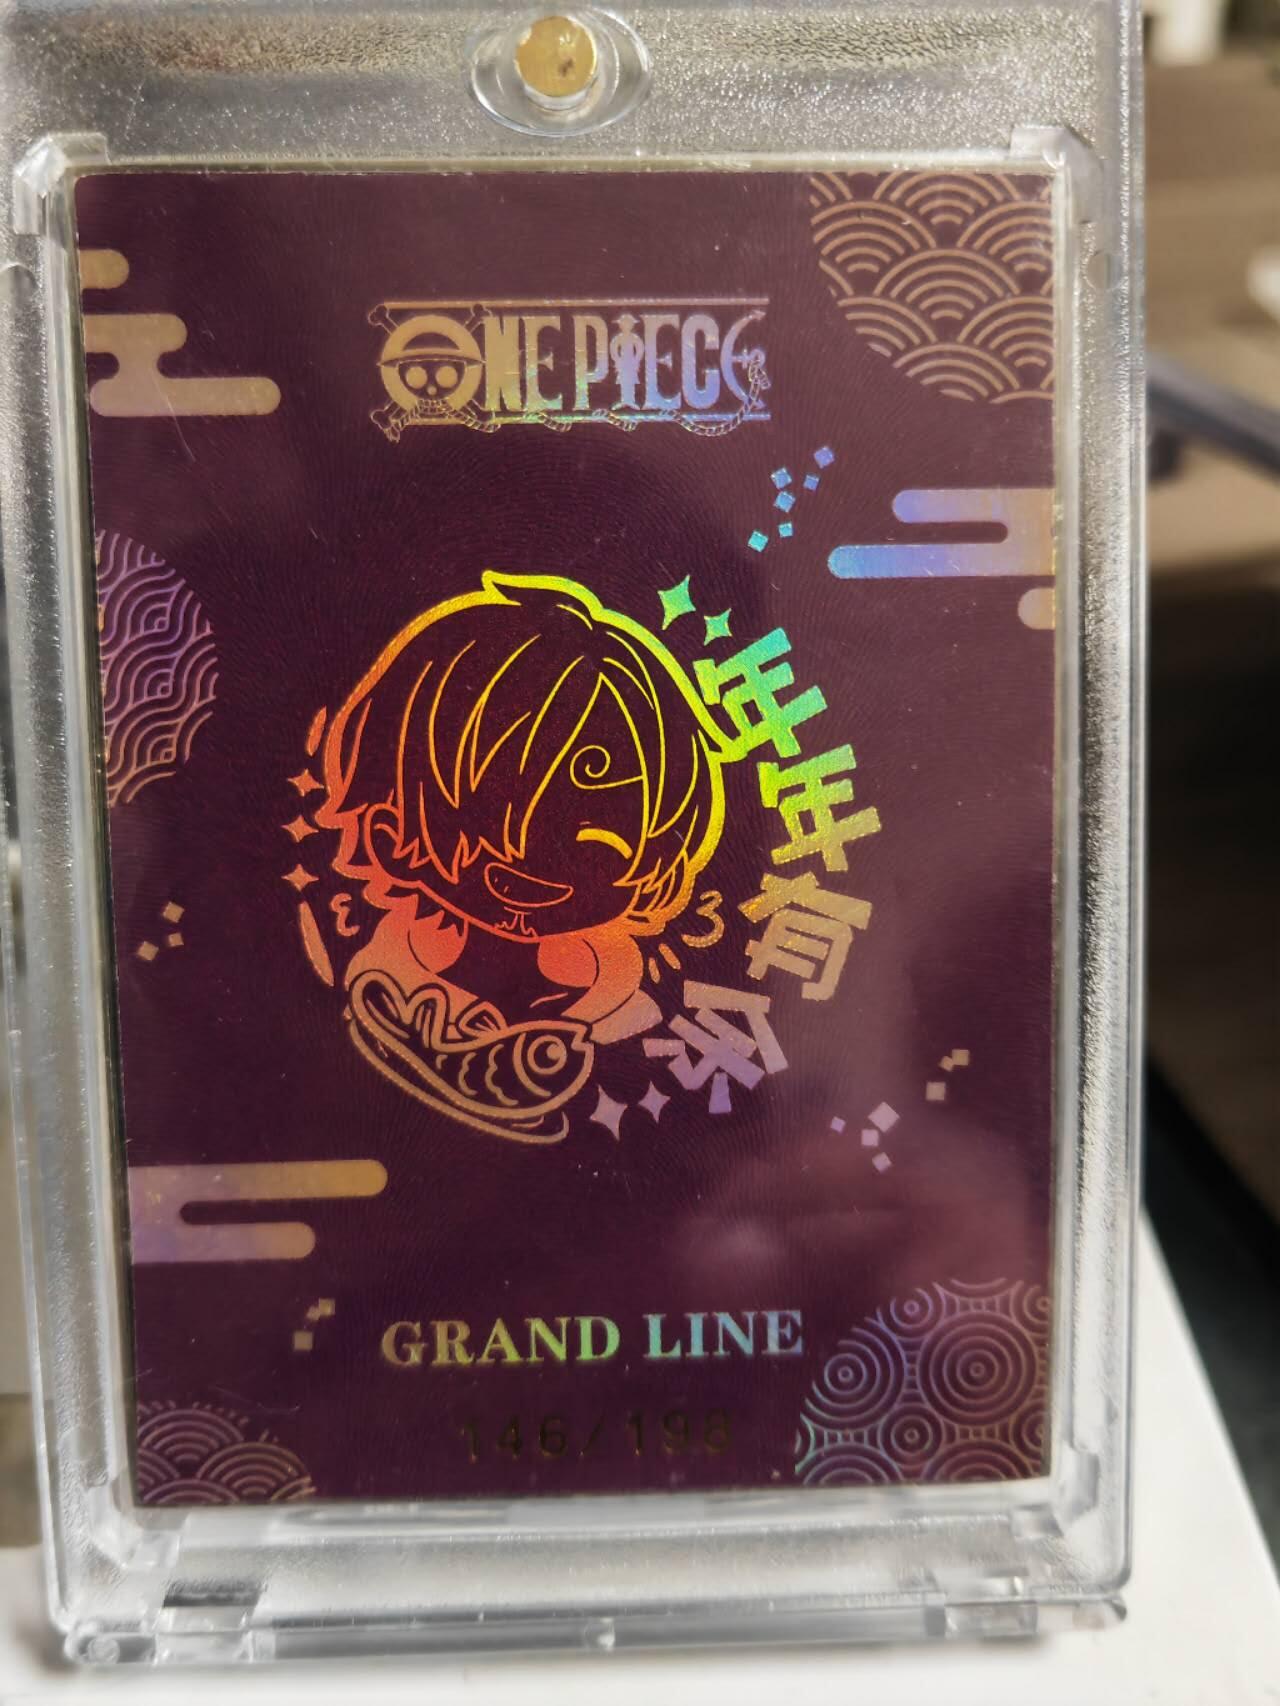 ONE PIECE
年年有余
GRAND LINE
146/198